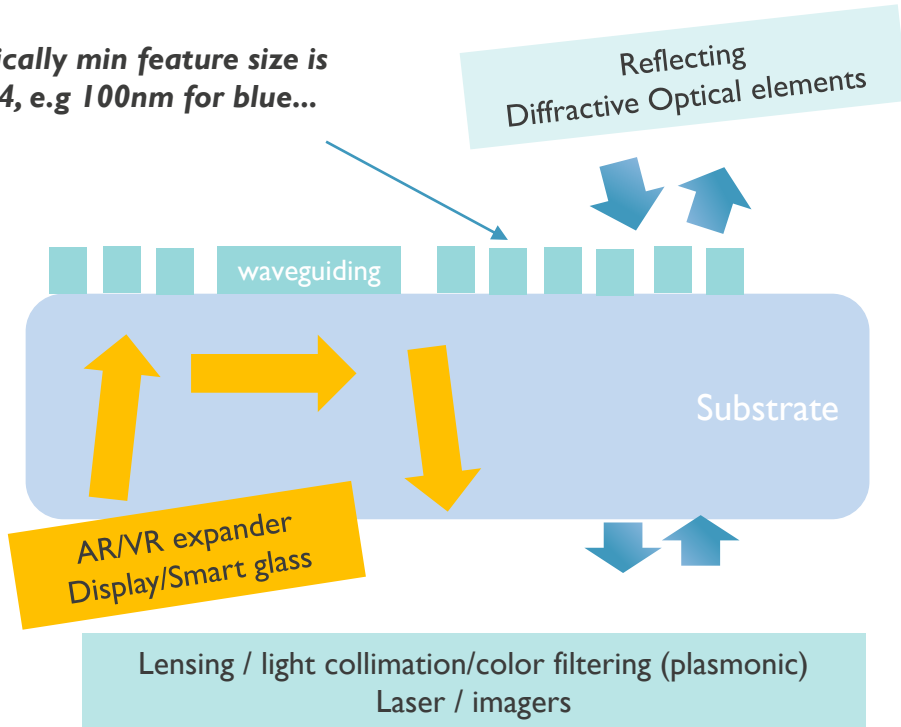 ically min feature size is
4, e.g 100nm for blue...
Reflecting
Diffractive Optical elements
waveguiding
Substrate
AR/VR expander
Display/Smart glass
Lensing / light collimation/color filtering (plasmonic)
Laser / imagers